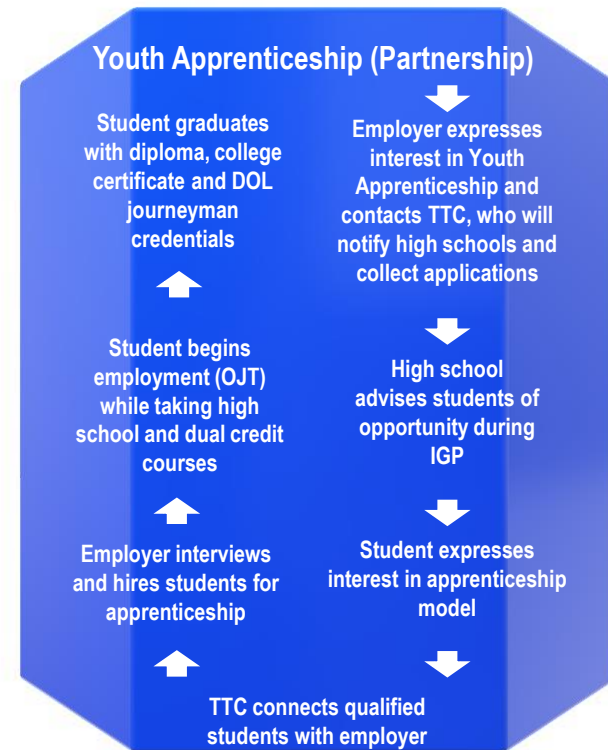 Youth Apprenticeship (Partnership)
Employer expresses
interest in Youth
Apprenticeship and
contacts TTC, who will
notify high schools and
collect applications
High school
advises students of
opportunity during
IGP
Student expresses
interest in apprenticeship
model
TTC connects qualified
students with employer
Employer interviews
and hires students for
apprenticeship
Student begins
employment (OJT)
while taking high
school and dual credit
courses
Student graduates
with diploma, college
certificate and DOL
journeyman
credentials